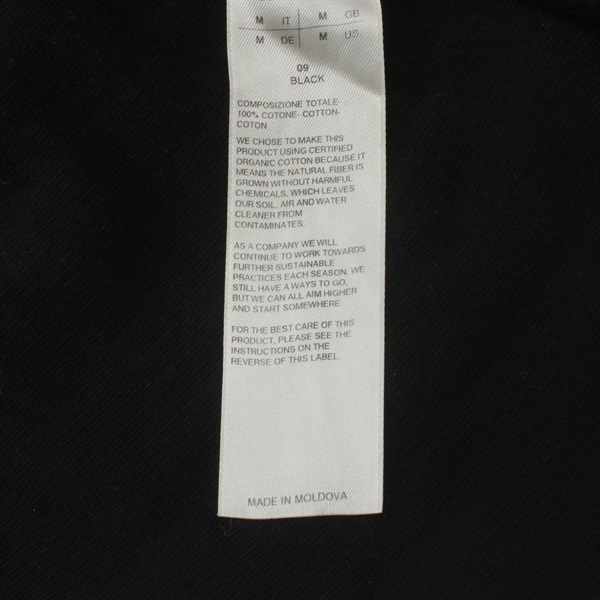 M IT M GB
M DE M US
09
BLACK
COMPOSIZIONE TOTALE-
100% COTONE- COTTON-
COTON
WE CHOSE TO MAKE THIS
PRODUCT USING CERTIFIED
ORGANIC COTTON BECAUSE IT
MEANS THE NATURAL FIBER IS
GROWN WITHOUT HARMFUL
CHEMICALS, WHICH LEAVES
OUR SOIL, AIR AND WATER
CLEANER FROM
CONTAMINATES.
AS A COMPANY WE WILL
CONTINUE TO WORK TOWARDS
FURTHER SUSTAINABLE
PRACTICES EACH SEASON. WE
STILL HAVE A WAYS TO GO,
BUT WE CAN ALL AIM HIGHER
AND START SOMEWHERE
FOR THE BEST CARE OF THIS
PRODUCT, PLEASE SEE THE
INSTRUCTIONS ON THE
REVERSE OF THIS LABEL.
MADE IN MOLDOVA